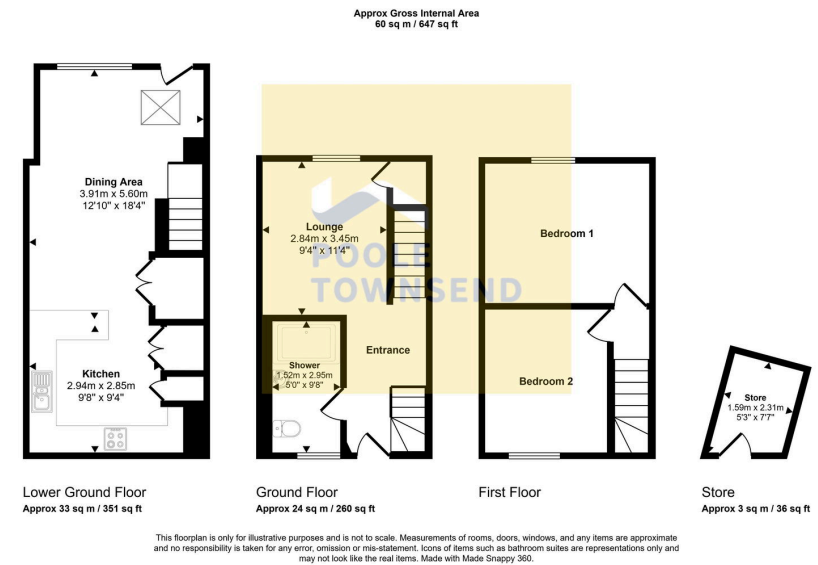 Approx Gross Internal Area
60 sq m / 647 sq ft
Dining Area
3.91m x 5.60m
12'10" x 18'4"
Kitchen
2.94m x 2.85m
9'8" x 9'4"
Lower Ground Floor
Approx 33 sq m / 351 sq ft
Lounge
2.84m x 3.45m
9'4" x 11'4"
POOLE
TOWNSEND
Entrance
Shower
1.52m x 2.95m
5'0" x 9'8"
Ground Floor
Approx 24 sq m / 260 sq ft
Bedroom 1
Bedroom 2
First Floor
Store
1.59m x 2.31m
5'3" x 7'7"
Store
Approx 3 sq m / 36 sq ft
This floorplan is only for illustrative purposes and is not to scale. Measurements of rooms, doors, windows, and any items are approximate
and no responsibility is taken for any error, omission or mis-statement. Icons of items such as bathroom suites are representations only and
may not look like the real items. Made with Made Snappy 360.